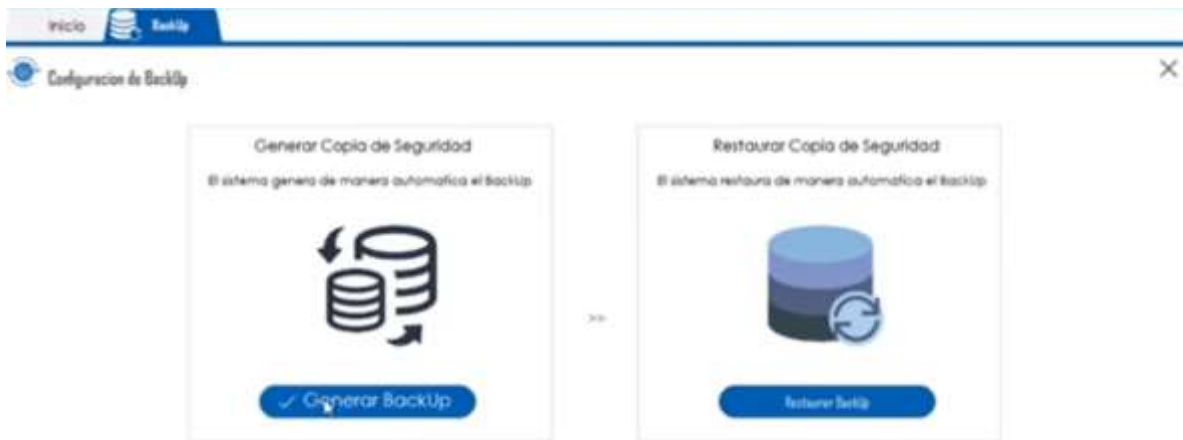 Inicio
BackUp
Configuracion de BackUp
Generar Copia de Seguridad
El sistema genera de manera automatica el BackUp
Generar BackUp
>>
Restaurar Copia de Seguridad
El sistema restaura de manera automatica el BackUp
Restaurar BackUp